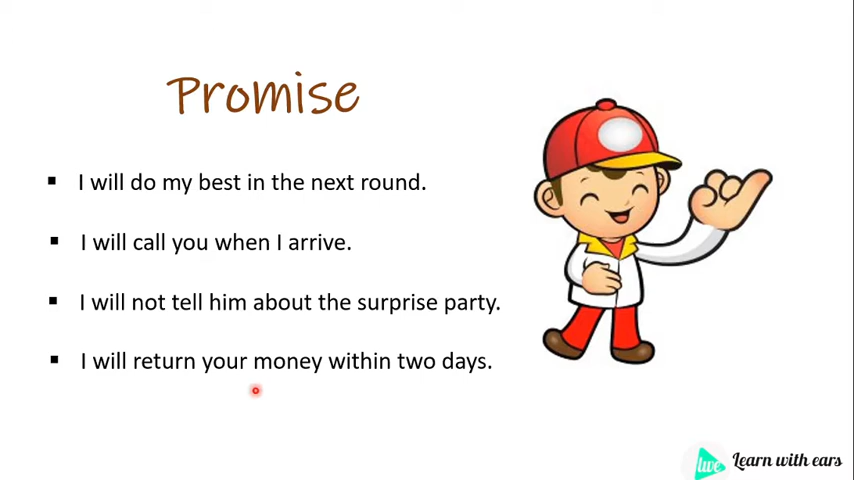 Promise
▪ I will do my best in the next round.
▪ I will call you when I arrive.
▪ I will not tell him about the surprise party.
▪ I will return your money within two days.
live Learn with ears